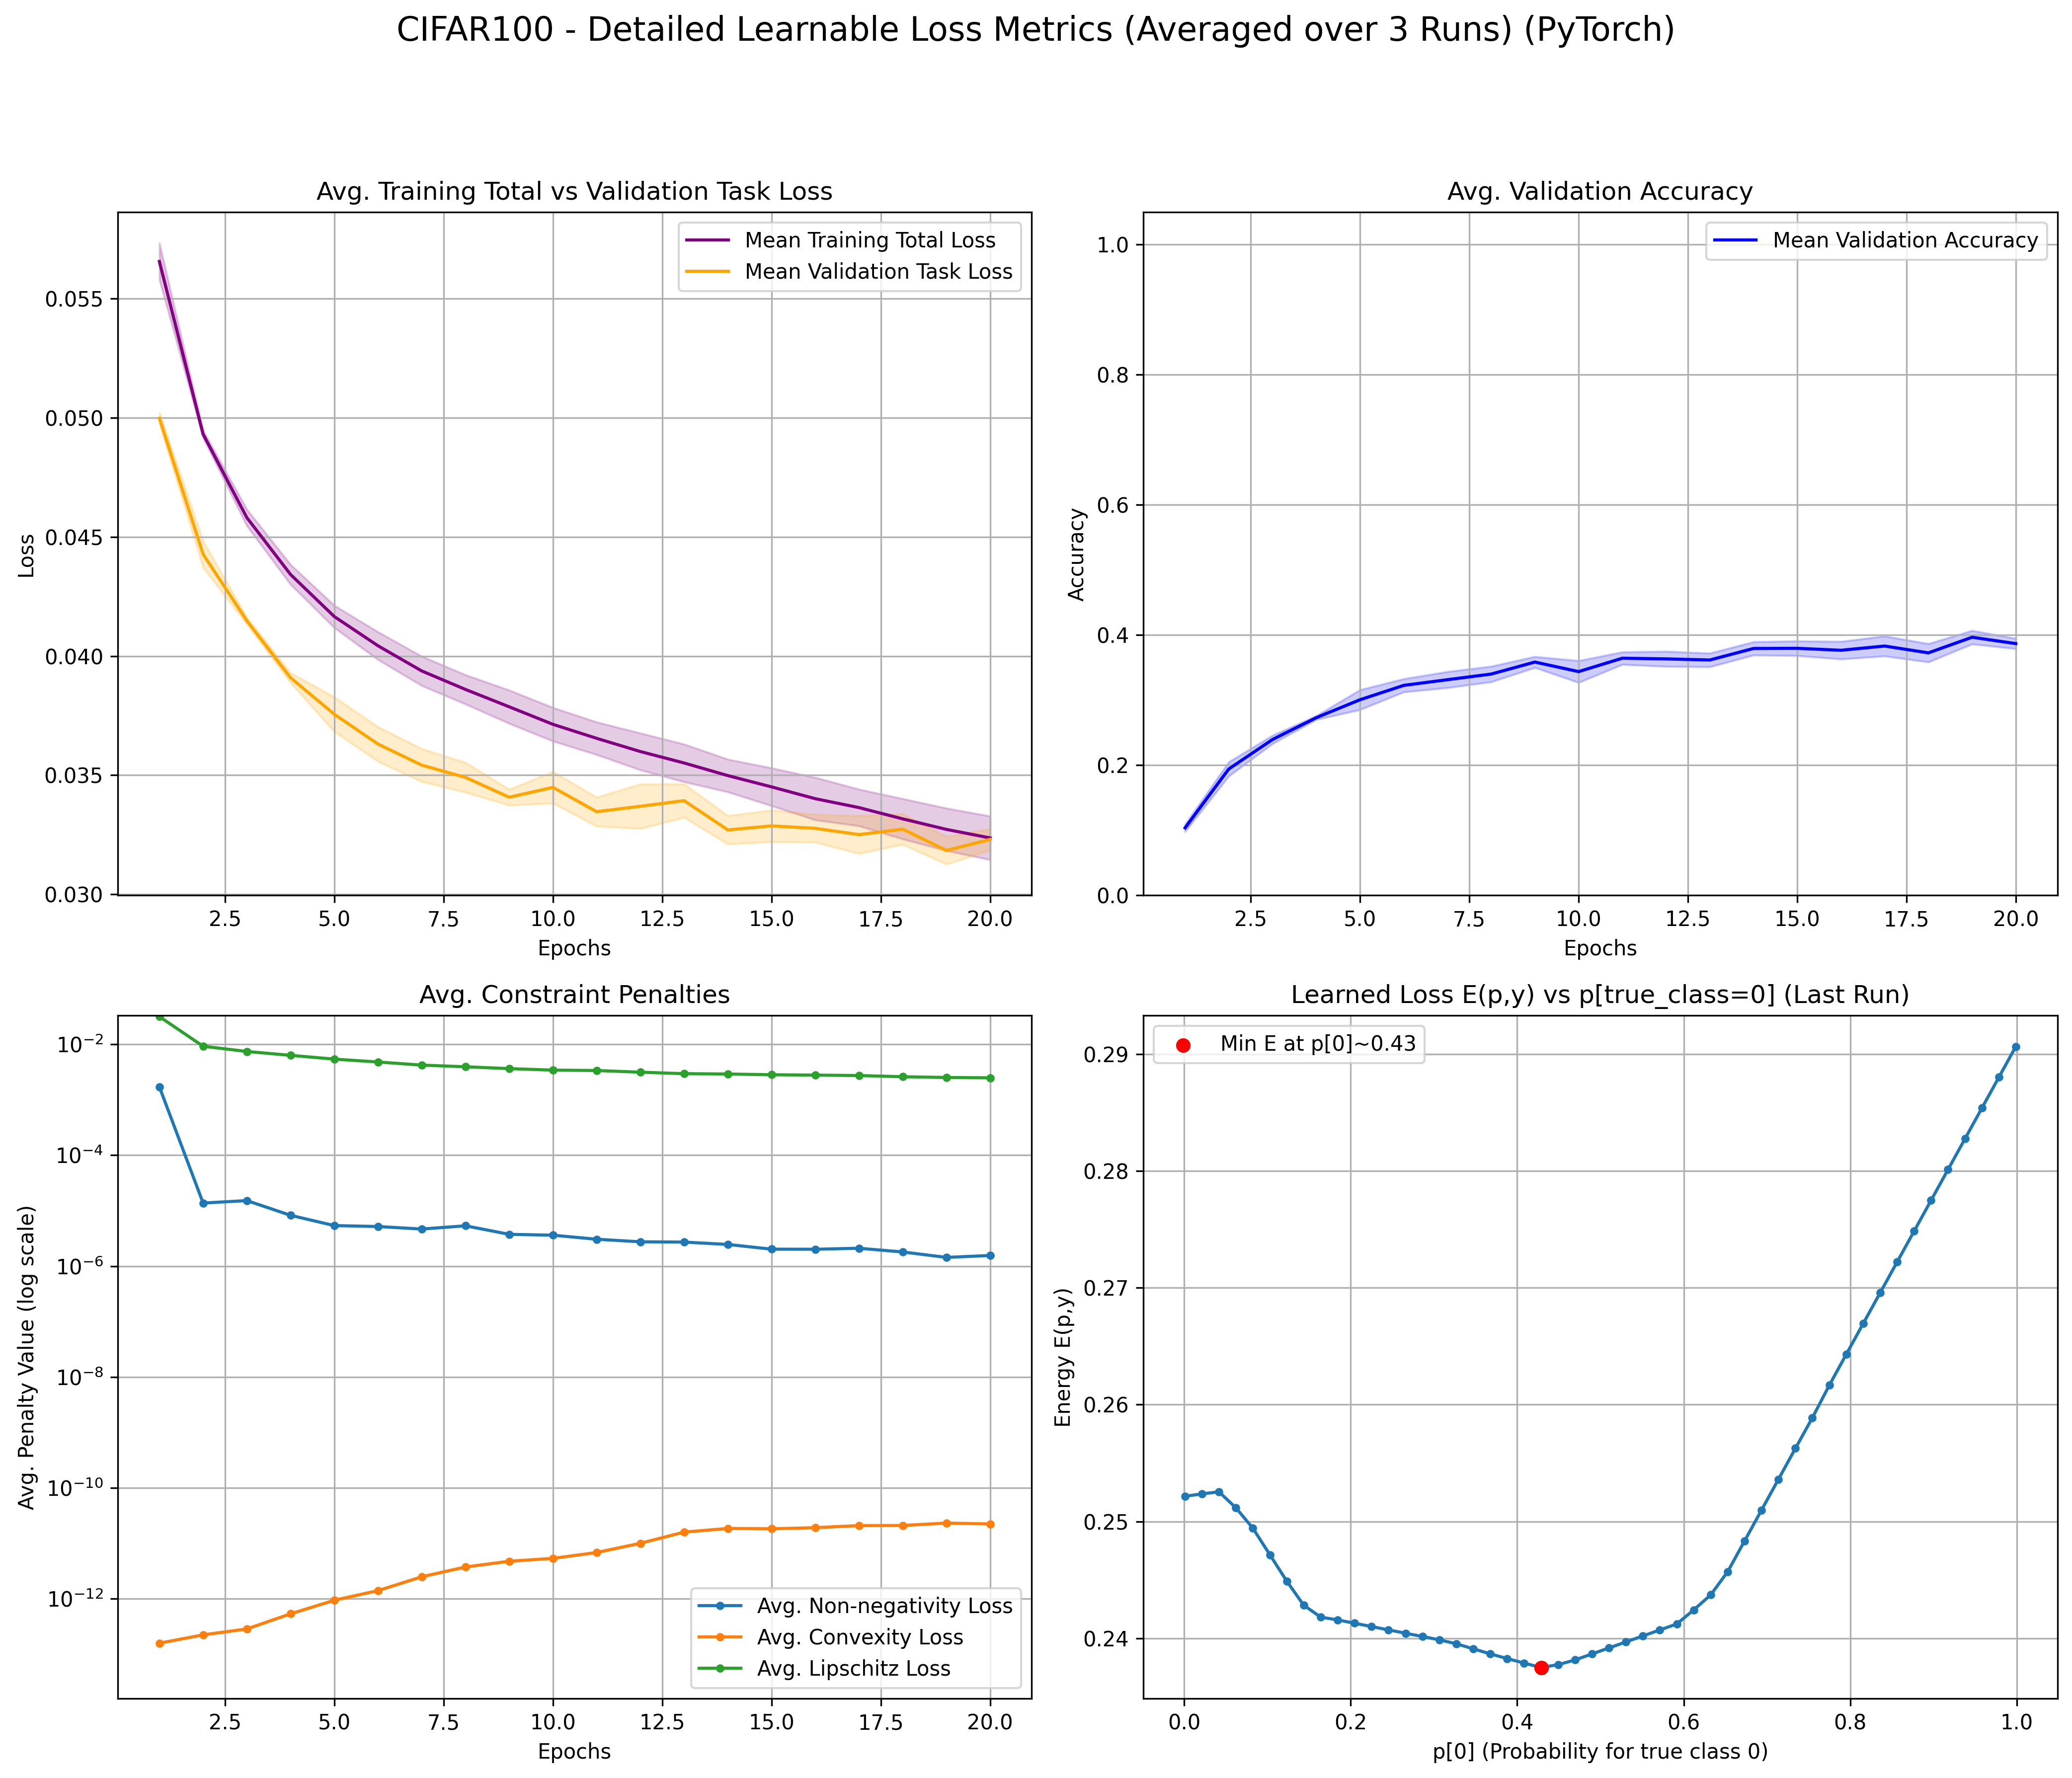 CIFAR100 - Detailed Learnable Loss Metrics (Averaged over 3 Runs) (PyTorch)
Avg. Training Total vs Validation Task Loss
Mean Training Total Loss
Mean Validation Task Loss
Loss
0.055
0.050
0.045
0.040
0.035
0.030
2.5 5.0 7.5 10.0 12.5 15.0 17.5 20.0
Epochs
Avg. Validation Accuracy
Mean Validation Accuracy
Accuracy
1.0
0.8
0.6
0.4
0.2
0.0
2.5 5.0 7.5 10.0 12.5 15.0 17.5 20.0
Epochs
Avg. Constraint Penalties
Avg. Penalty Value (log scale)
10⁻²
10⁻⁴
10⁻⁶
10⁻⁸
10⁻¹⁰
10⁻¹²
Avg. Non-negativity Loss
Avg. Convexity Loss
Avg. Lipschitz Loss
2.5 5.0 7.5 10.0 12.5 15.0 17.5 20.0
Epochs
Learned Loss E(p,y) vs p[true_class=0] (Last Run)
Min E at p[0]~0.43
Energy E(p,y)
0.29
0.28
0.27
0.26
0.25
0.24
0.0 0.2 0.4 0.6 0.8 1.0
p[0] (Probability for true class 0)